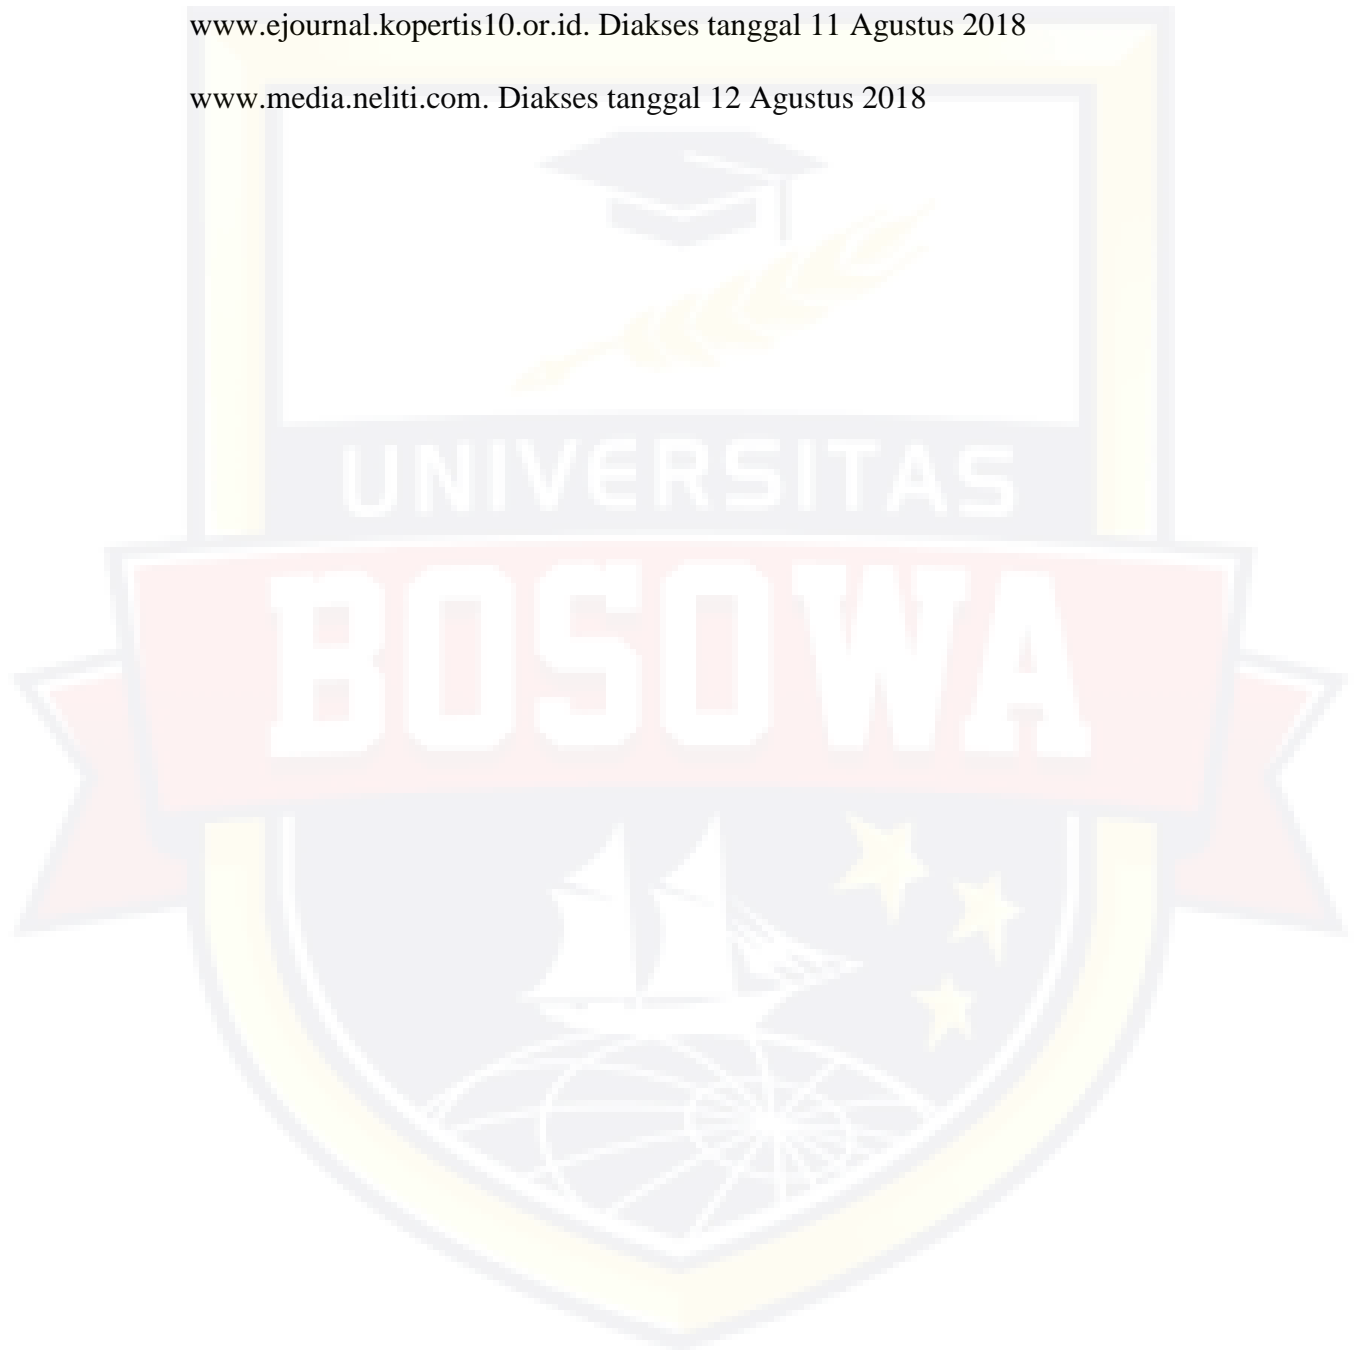 www.ejournal.kopertis10.or.id. Diakses tanggal 11 Agustus 2018
www.media.neliti.com. Diakses tanggal 12 Agustus 2018
UNIVERSITAS
BOSOWA